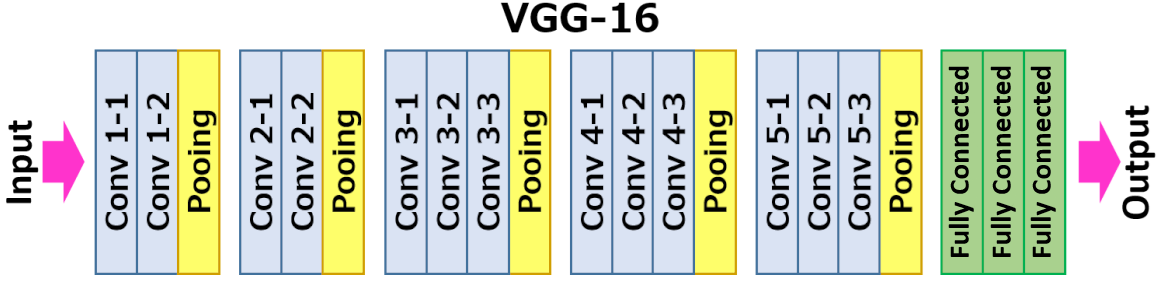 VGG-16
Input
Conv 1-1
Conv 1-2
Pooing
Conv 2-1
Conv 2-2
Pooing
Conv 3-1
Conv 3-2
Conv 3-3
Pooing
Conv 4-1
Conv 4-2
Conv 4-3
Pooing
Conv 5-1
Conv 5-2
Conv 5-3
Pooing
Fully Connected
Fully Connected
Fully Connected
Output